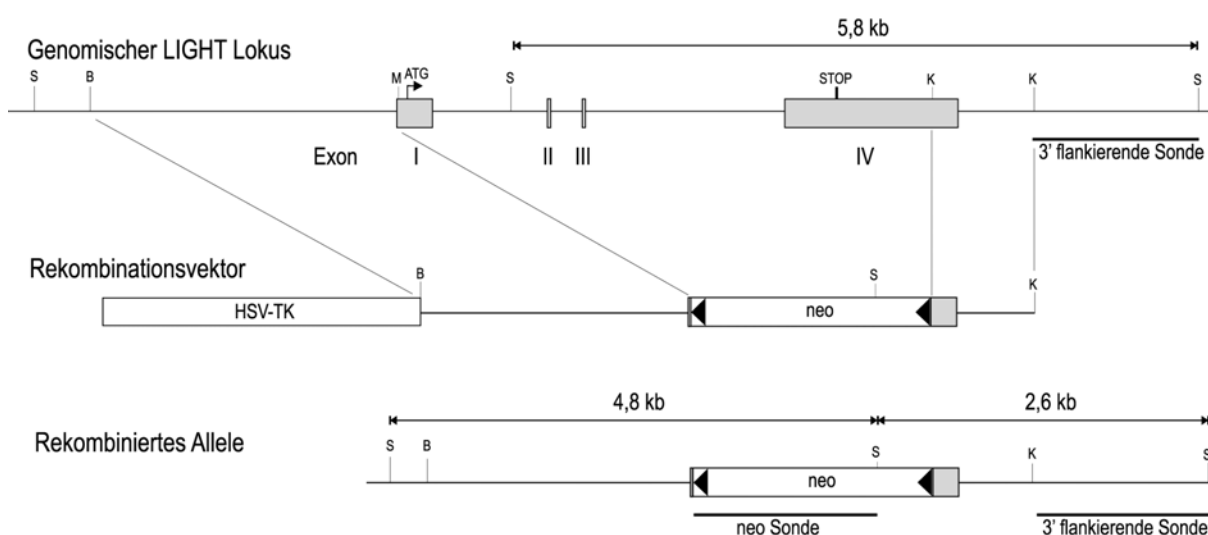 5,8 kb
Genomischer LIGHT Lokus
S B M ATG S STOP K K S
Exon I II III IV 3' flankierende Sonde
Rekombinationsvektor
B S K
HSV-TK neo
4,8 kb 2,6 kb
Rekombiniertes Allele
S B S K S
neo
neo Sonde 3' flankierende Sonde